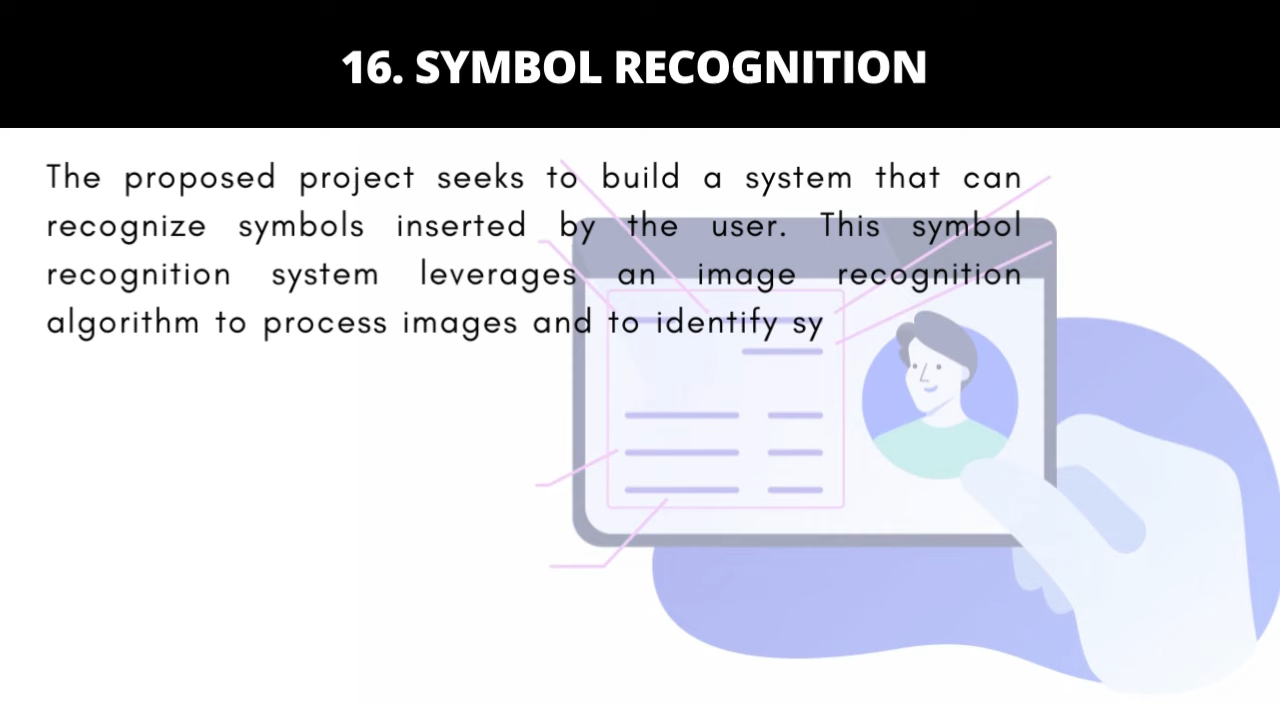 16. SYMBOL RECOGNITION
The proposed project seeks to build a system that can
recognize symbols inserted by the user. This symbol
recognition system leverages an image recognition
algorithm to process images and to identify sy